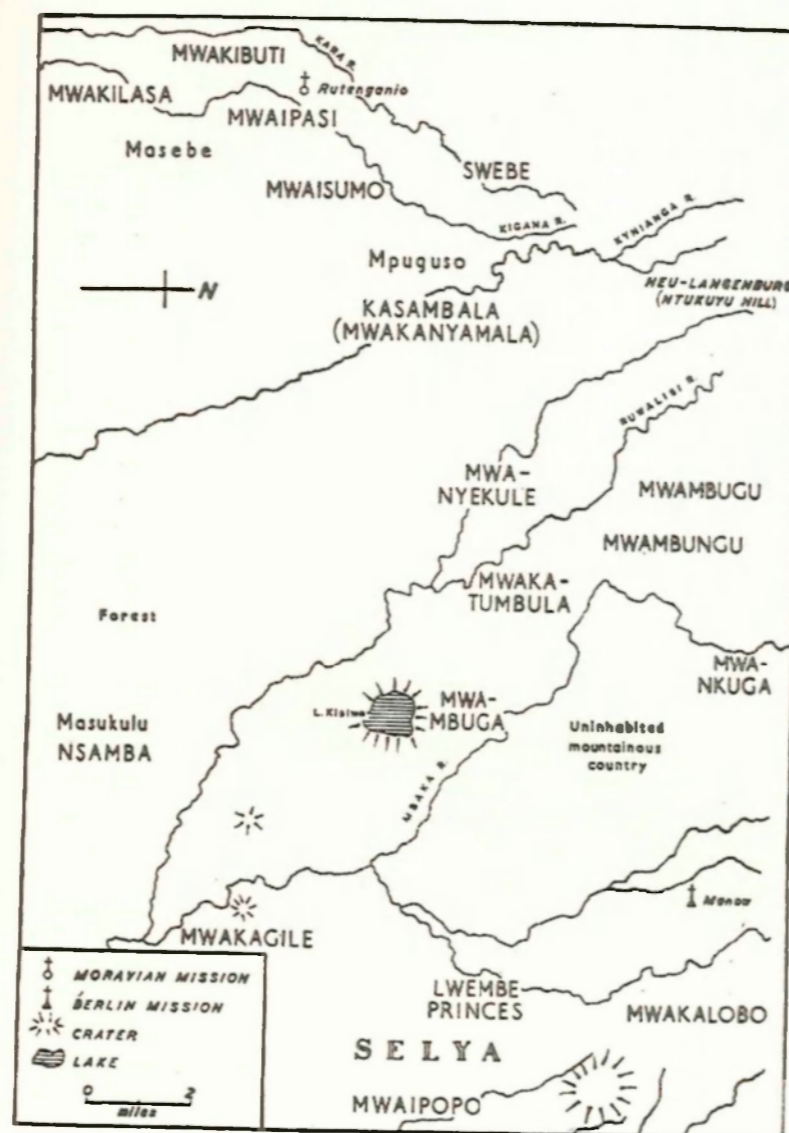 KARA R.
MWAKIBUTI
Rutenganio
MWAKILASA
MWAIPASI
Masebe
SWEBE
MWAISUMO
KIGANA R.
KYNIANGA R.
Mpuguso
N
NEU-LANGENBURG
(NTUKUYU HILL)
KASAMBALA
(MWAKANYAMALA)
RUWALISI R.
MWA-
NYEKULE
MWAMBUGU
MWAMBUNGU
MWAKA-
TUMBULA
Forest
MWA-
NKUGA
MWA-
MBUGA
L. Kisiwa
Masukulu
NSAMBA
Uninhabited
mountainous
country
MBAKA R.
Manow
MWAKAGILE
LWEMBE
PRINCES
MWAKALOBO
SELYA
MWAIPOPO
MORAVIAN MISSION
BERLIN MISSION
CRATER
LAKE
0 2
miles